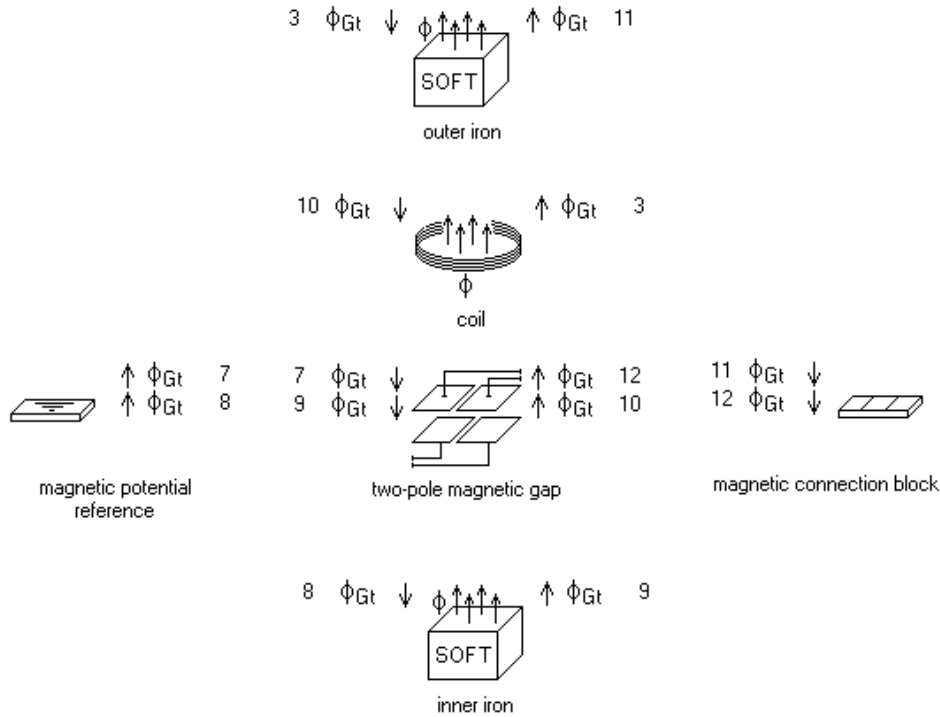 3 ϕGt ↓ ϕ ↑ ϕGt 11
SOFT
outer iron
10 ϕGt ↓ ↑ ϕGt 3
ϕ
coil
↑ ϕGt 7 7 ϕGt ↓ ↑ ϕGt 12 11 ϕGt ↓
↑ ϕGt 8 9 ϕGt ↓ ↑ ϕGt 10 12 ϕGt ↓
magnetic potential
reference
two-pole magnetic gap
magnetic connection block
8 ϕGt ↓ ϕ ↑ ϕGt 9
SOFT
inner iron